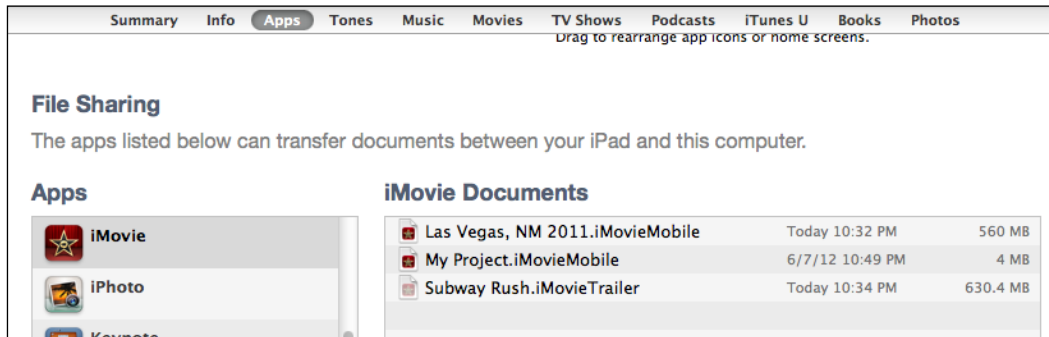 Summary Info Apps Tones Music Movies TV Shows Podcasts iTunes U Books Photos
Drag to rearrange app icons or home screens.
File Sharing
The apps listed below can transfer documents between your iPad and this computer.
Apps
iMovie Documents
iMovie
iPhoto
Keynote
Las Vegas, NM 2011.iMovieMobile Today 10:32 PM 560 MB
My Project.iMovieMobile 6/7/12 10:49 PM 4 MB
Subway Rush.iMovieTrailer Today 10:34 PM 630.4 MB